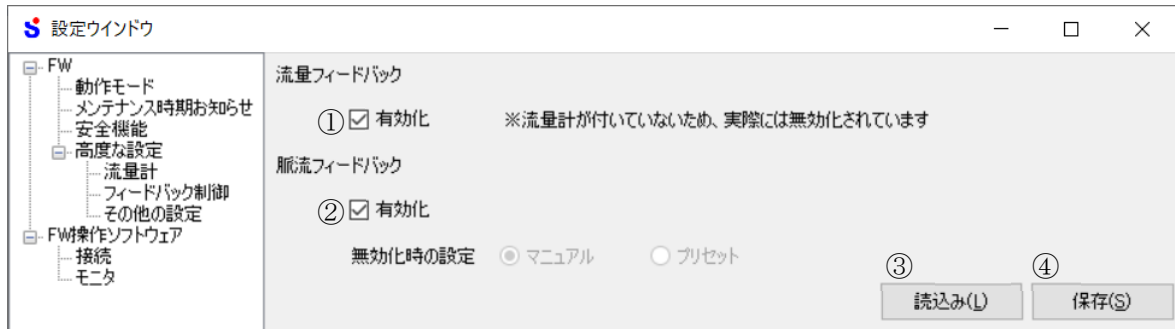 設定ウインドウ
FW
動作モード
メンテナンス時期お知らせ
安全機能
高度な設定
流量計
フィードバック制御
その他の設定
FW操作ソフトウェア
接続
モニタ
流量フィードバック
① 有効化 ※流量計が付いていないため、実際には無効化されています
脈流フィードバック
② 有効化
無効化時の設定 マニュアル プリセット
③ ④
読込み(L) 保存(S)